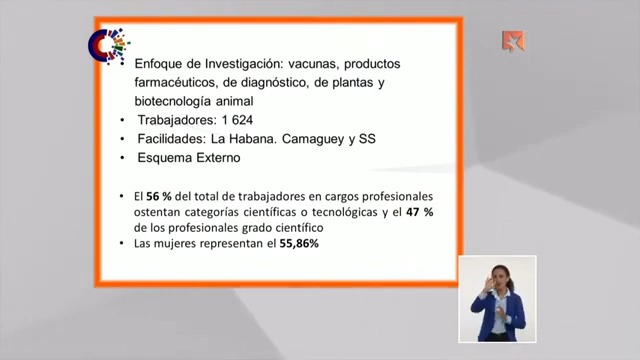 • Enfoque de Investigación: vacunas, productos
farmacéuticos, de diagnóstico, de plantas y
biotecnología animal
• Trabajadores: 1 624
• Facilidades: La Habana. Camaguey y SS
• Esquema Externo
• El 56 % del total de trabajadores en cargos profesionales
ostentan categorías científicas o tecnológicas y el 47 %
de los profesionales grado científico
• Las mujeres representan el 55,86%